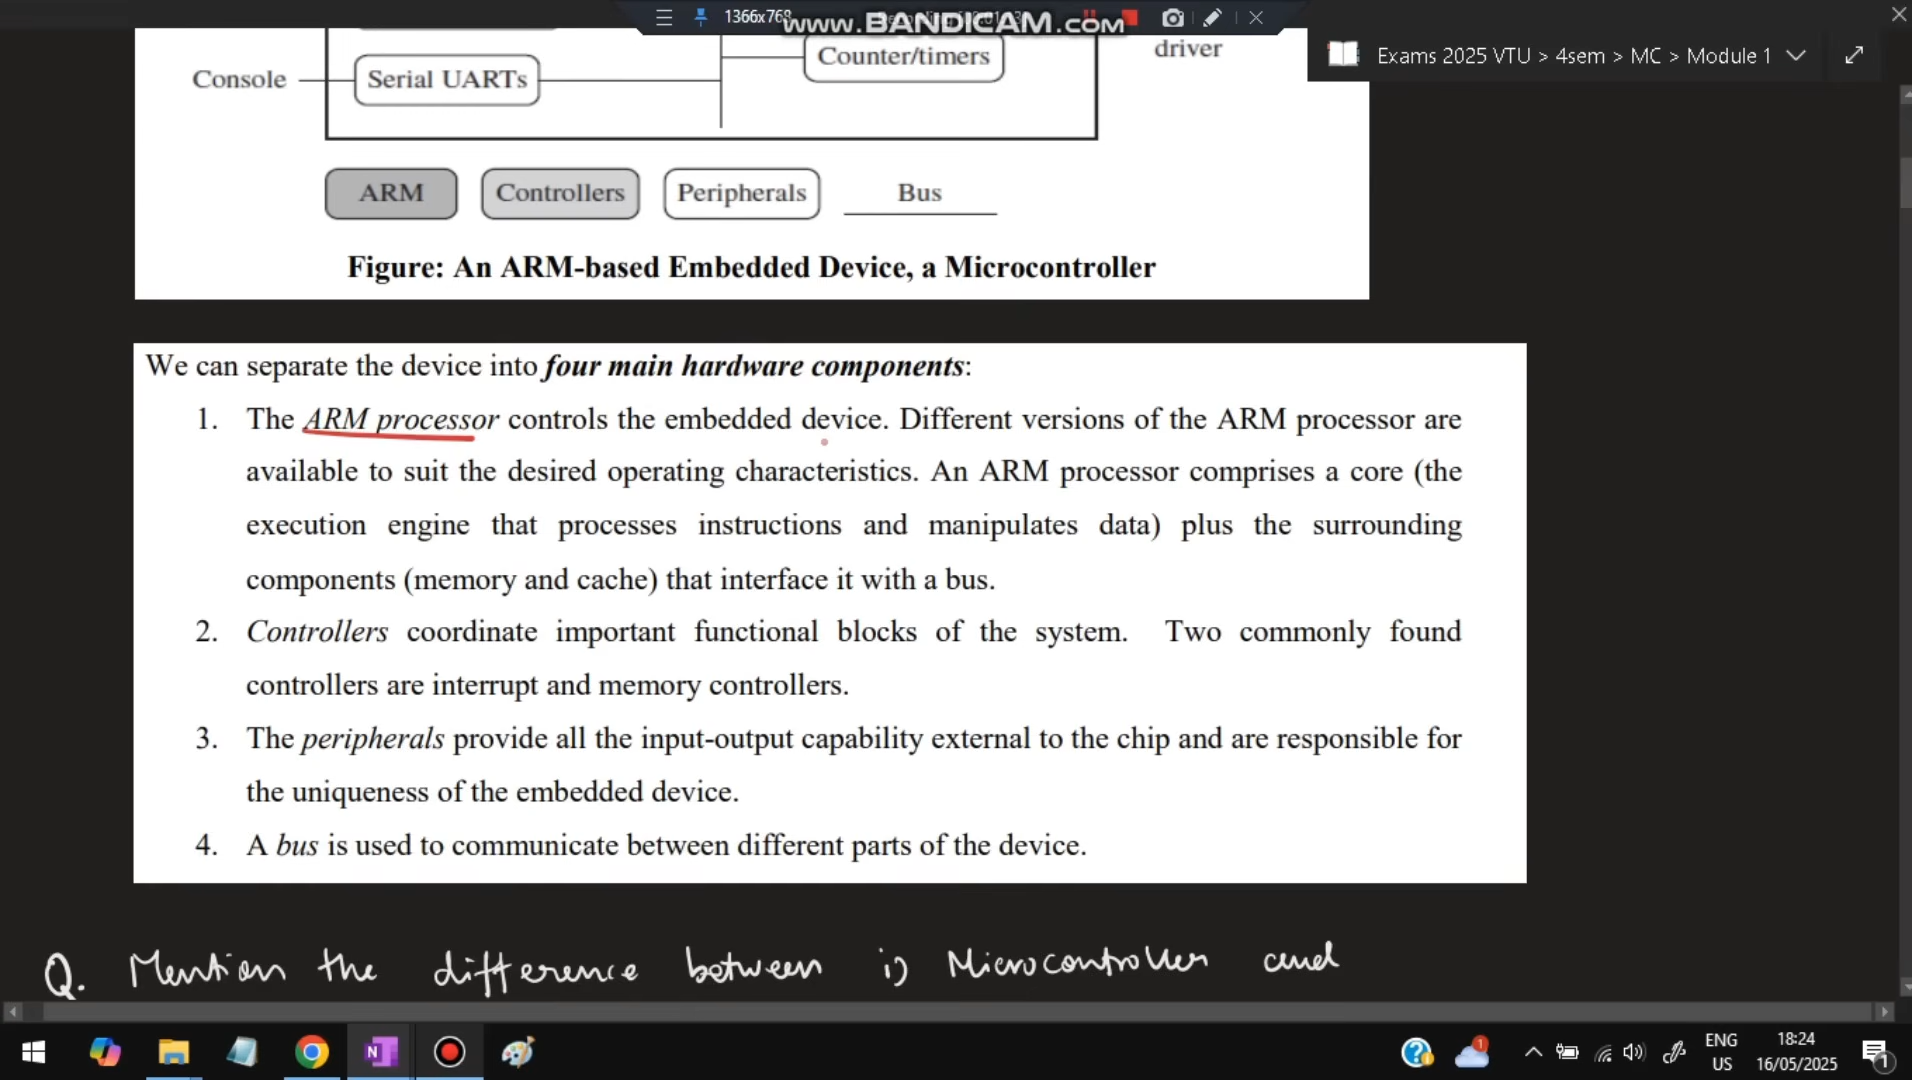 1366x768
www.BANDICAM.com
Exams 2025 VTU > 4sem > MC > Module 1
Counter/timers
driver
Console
Serial UARTs
ARM
Controllers
Peripherals
Bus
Figure: An ARM-based Embedded Device, a Microcontroller
We can separate the device into four main hardware components:
1. The ARM processor controls the embedded device. Different versions of the ARM processor are
available to suit the desired operating characteristics. An ARM processor comprises a core (the
execution engine that processes instructions and manipulates data) plus the surrounding
components (memory and cache) that interface it with a bus.
2. Controllers coordinate important functional blocks of the system. Two commonly found
controllers are interrupt and memory controllers.
3. The peripherals provide all the input-output capability external to the chip and are responsible for
the uniqueness of the embedded device.
4. A bus is used to communicate between different parts of the device.
Q. Mention the difference between i) Microcontroller and
ENG
US
18:24
16/05/2025
1
1
N